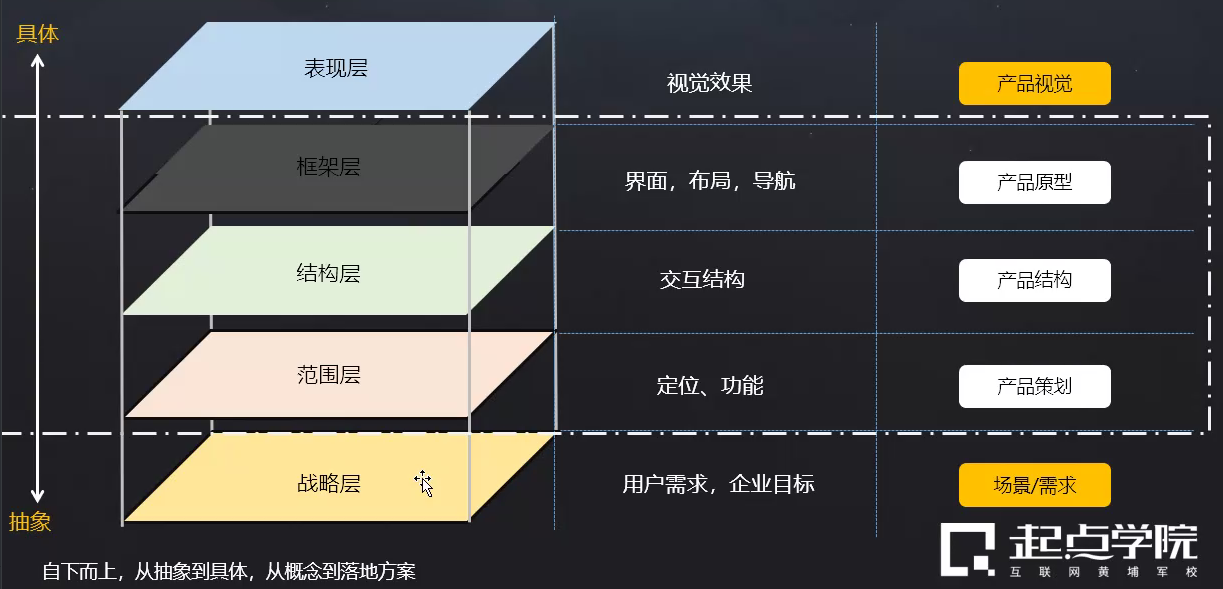 具体
表现层
视觉效果
产品视觉
框架层
界面，布局，导航
产品原型
结构层
交互结构
产品结构
范围层
定位、功能
产品策划
战略层
用户需求，企业目标
场景/需求
抽象
起点学院
互联网黄埔军校
自下而上，从抽象到具体，从概念到落地方案